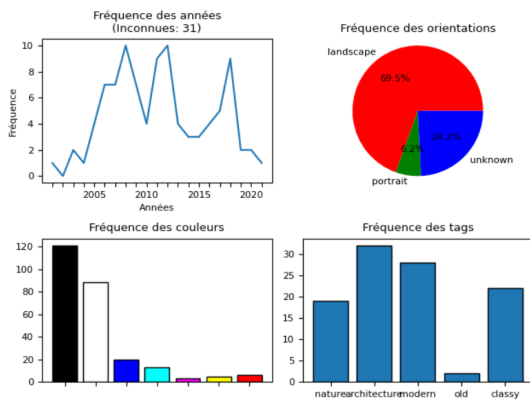 Fréquence des années
(Inconnues: 31)
10
8
6
4
2
0
Fréquence
2005
2010
2015
2020
Années
Fréquence des orientations
landscape
69.5%
6.2%
24.2%
portrait
unknown
Fréquence des couleurs
120
100
80
60
40
20
0
Fréquence des tags
30
25
20
15
10
5
0
nature
architecture
modern
old
classy